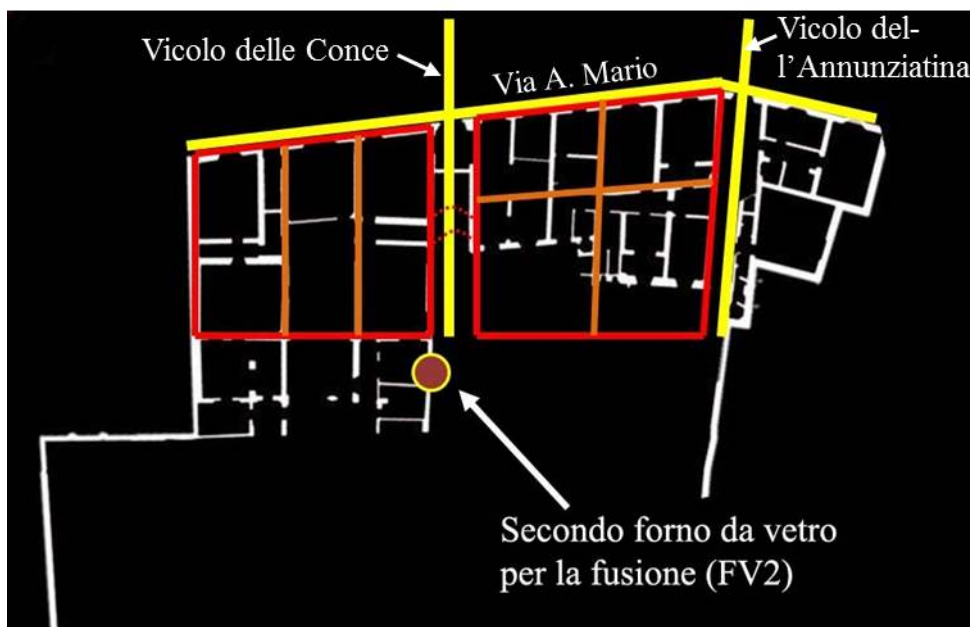 Vicolo delle Conce
Via A. Mario
Vicolo del-
l'Annunziatina
Secondo forno da vetro
per la fusione (FV2)